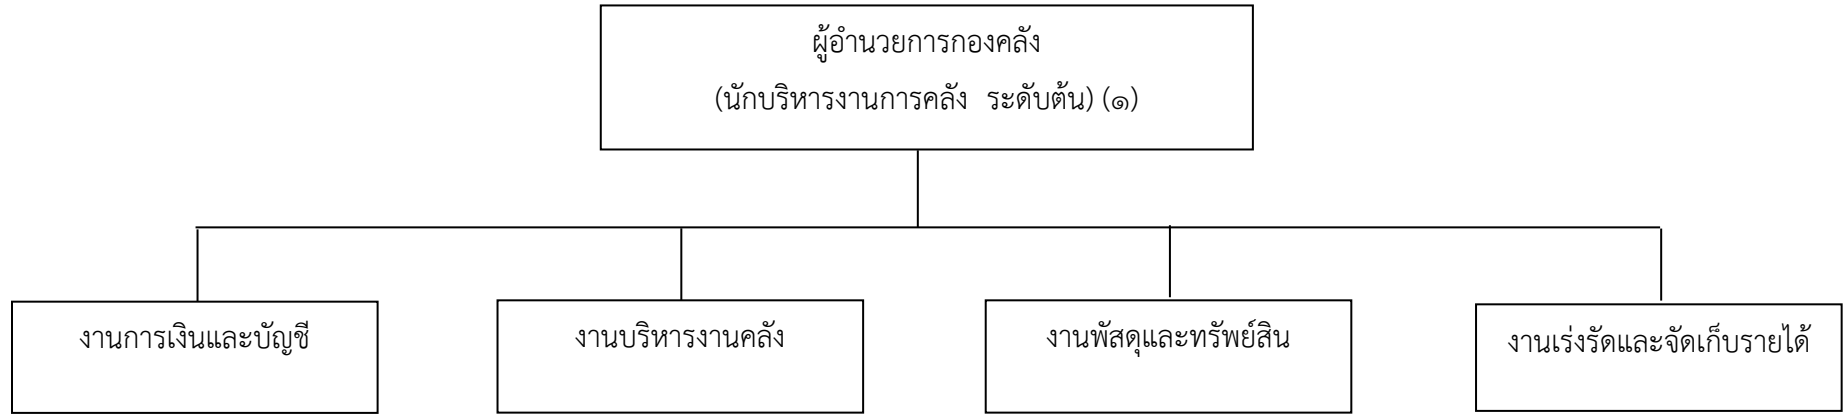 ผู้อำนวยการกองคลัง
(นักบริหารงานการคลัง ระดับต้น) (๑)
งานการเงินและบัญชี
งานบริหารงานคลัง
งานพัสดุและทรัพย์สิน
งานเร่งรัดและจัดเก็บรายได้